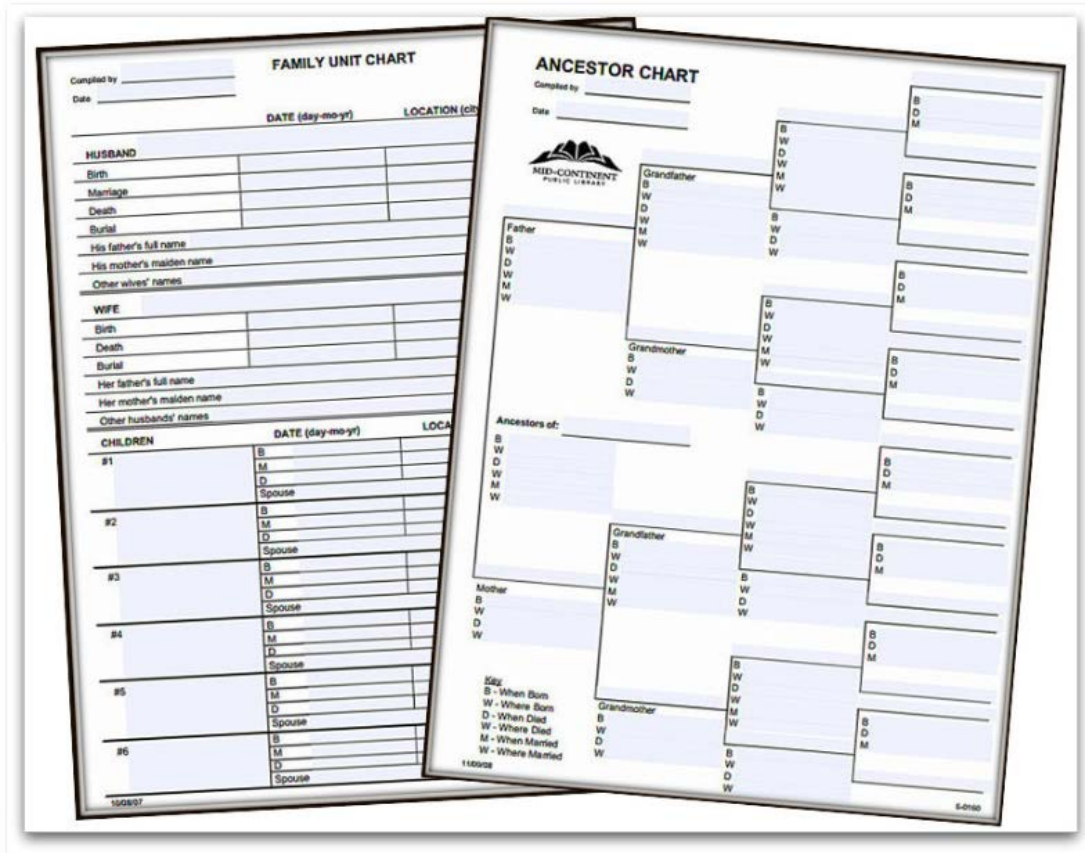 FAMILY UNIT CHART
Compiled by
Date
DATE (day-mo-yr) LOCATION (city
HUSBAND
Birth
Marriage
Death
Burial
His father's full name
His mother's maiden name
Other wives' names
WIFE
Birth
Death
Burial
Her father's full name
Her mother's maiden name
Other husbands' names
CHILDREN DATE (day-mo-yr) LOCA
#1
B
M
D
Spouse
#2
B
M
D
Spouse
#3
B
M
D
Spouse
#4
B
M
D
Spouse
#5
B
M
D
Spouse
#6
B
M
D
Spouse
10/08/07
ANCESTOR CHART
Compiled by
Date
MID-CONTINENT
PUBLIC LIBRARY
Father
B
W
D
W
M
W
Ancestors of:
B
W
D
W
M
W
Mother
B
W
D
W
Key
B - When Born
W - Where Born
D - When Died
W - Where Died
M - When Married
W - Where Married
11/09/08
Grandfather
B
W
D
W
M
W
Grandmother
B
W
D
W
Grandfather
B
W
D
W
M
W
Grandmother
B
W
D
W
B
W
D
W
M
W
B
W
D
W
B
W
D
W
M
W
B
W
D
W
B
W
D
W
M
W
B
W
D
W
B
W
D
W
M
W
B
W
D
W
B
D
M
B
D
M
B
D
M
B
D
M
B
D
M
B
D
M
B
D
M
B
D
M